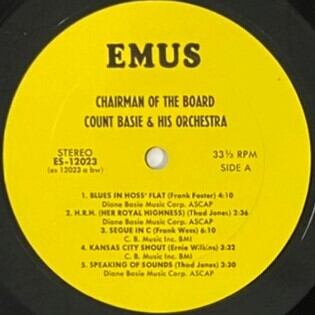 EMUS
CHAIRMAN OF THE BOARD
COUNT BASIE & HIS ORCHESTRA
STEREO
ES-12023
(es 12023 a bw)
33⅓ RPM
SIDE A
1. BLUES IN HOSS' FLAT (Frank Foster) 4:10
Diane Basie Music Corp. ASCAP
2. H.R.H. (HER ROYAL HIGHNESS) (Thad Jones) 2:36
Diane Basie Music Corp. ASCAP
3. SEGUE IN C (Frank Wess) 6:10
C. B. Music Inc. BMI
4. KANSAS CITY SHOUT (Ernie Wilkins) 3:32
C. B. Music Inc. BMI
5. SPEAKING OF SOUNDS (Thad Jones) 3:30
Diane Basie Music Corp. ASCAP